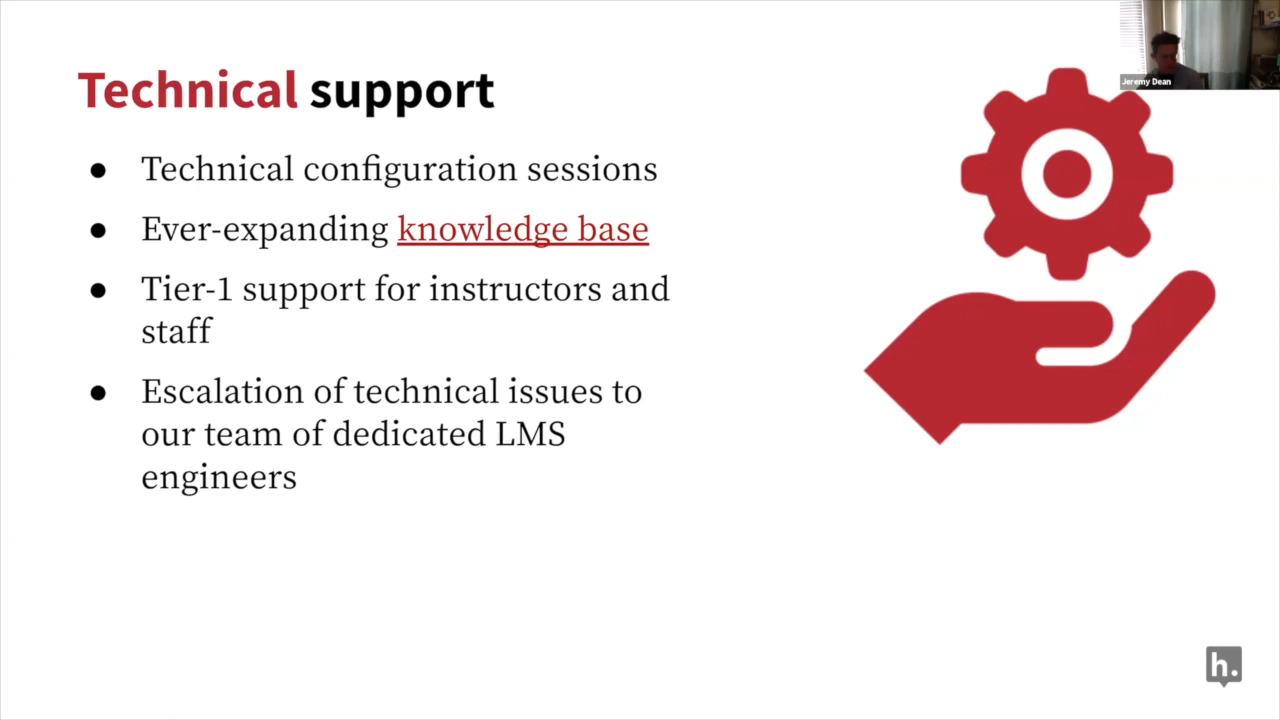 Jeremy Dean
Technical support
● Technical configuration sessions
● Ever-expanding knowledge base
● Tier-1 support for instructors and
staff
● Escalation of technical issues to
our team of dedicated LMS
engineers
h.